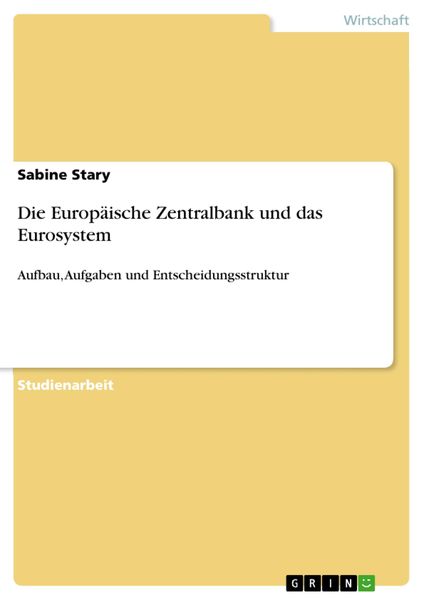 Wirtschaft
Sabine Stary
Die Europäische Zentralbank und das
Eurosystem
Aufbau, Aufgaben und Entscheidungsstruktur
Studienarbeit
GRIN